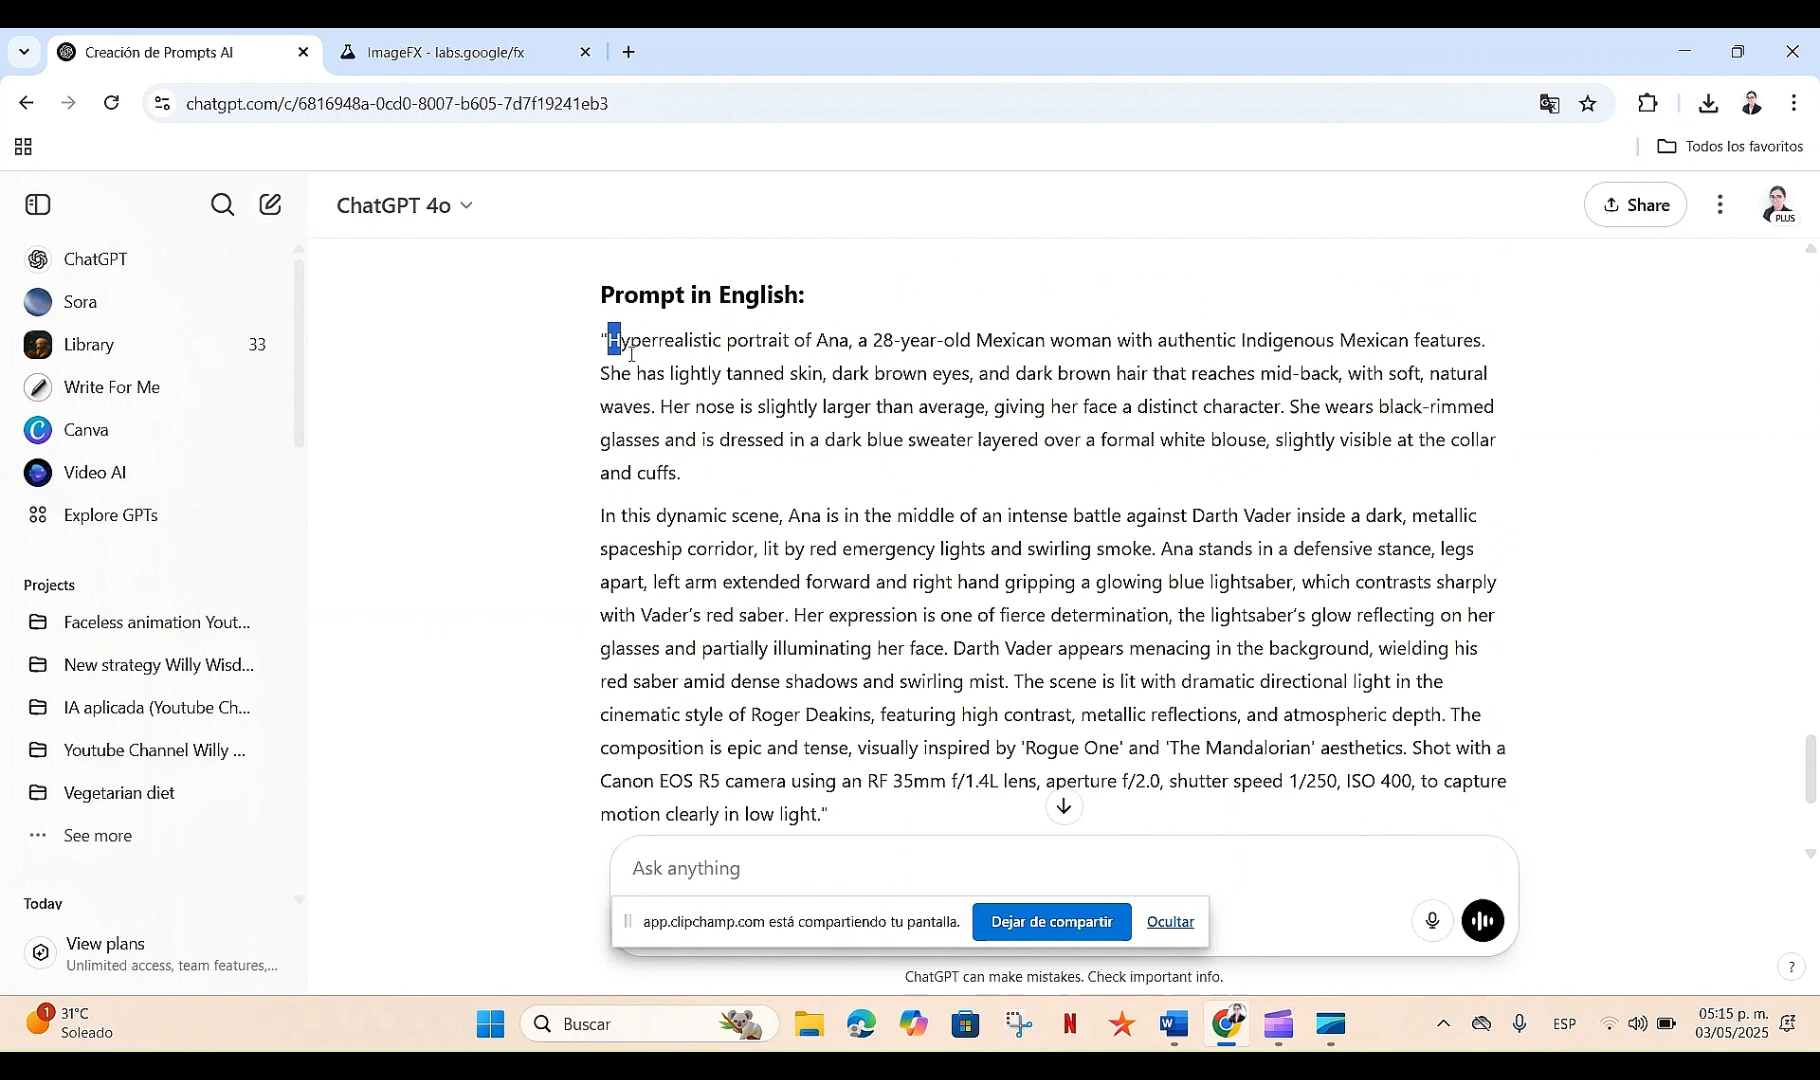 Creación de Prompts AI
ImageFX - labs.google/fx
chatgpt.com/c/6816948a-0cd0-8007-b605-7d7f19241eb3
Todos los favoritos
ChatGPT 4o
Share
PLUS
ChatGPT
Sora
Library 33
Write For Me
Canva
Video AI
Explore GPTs
Projects
Faceless animation Yout...
New strategy Willy Wisd...
IA aplicada (Youtube Ch...
Youtube Channel Willy ...
Vegetarian diet
See more
Today
View plans
Unlimited access, team features,...
Prompt in English:
"Hyperrealistic portrait of Ana, a 28-year-old Mexican woman with authentic Indigenous Mexican features.
She has lightly tanned skin, dark brown eyes, and dark brown hair that reaches mid-back, with soft, natural
waves. Her nose is slightly larger than average, giving her face a distinct character. She wears black-rimmed
glasses and is dressed in a dark blue sweater layered over a formal white blouse, slightly visible at the collar
and cuffs.
In this dynamic scene, Ana is in the middle of an intense battle against Darth Vader inside a dark, metallic
spaceship corridor, lit by red emergency lights and swirling smoke. Ana stands in a defensive stance, legs
apart, left arm extended forward and right hand gripping a glowing blue lightsaber, which contrasts sharply
with Vader's red saber. Her expression is one of fierce determination, the lightsaber's glow reflecting on her
glasses and partially illuminating her face. Darth Vader appears menacing in the background, wielding his
red saber amid dense shadows and swirling mist. The scene is lit with dramatic directional light in the
cinematic style of Roger Deakins, featuring high contrast, metallic reflections, and atmospheric depth. The
composition is epic and tense, visually inspired by 'Rogue One' and 'The Mandalorian' aesthetics. Shot with a
Canon EOS R5 camera using an RF 35mm f/1.4L lens, aperture f/2.0, shutter speed 1/250, ISO 400, to capture
motion clearly in low light."
Ask anything
app.clipchamp.com está compartiendo tu pantalla.
Dejar de compartir
Ocultar
ChatGPT can make mistakes. Check important info.
?
1
31°C
Soleado
Buscar
N
ESP
05:15 p. m.
03/05/2025